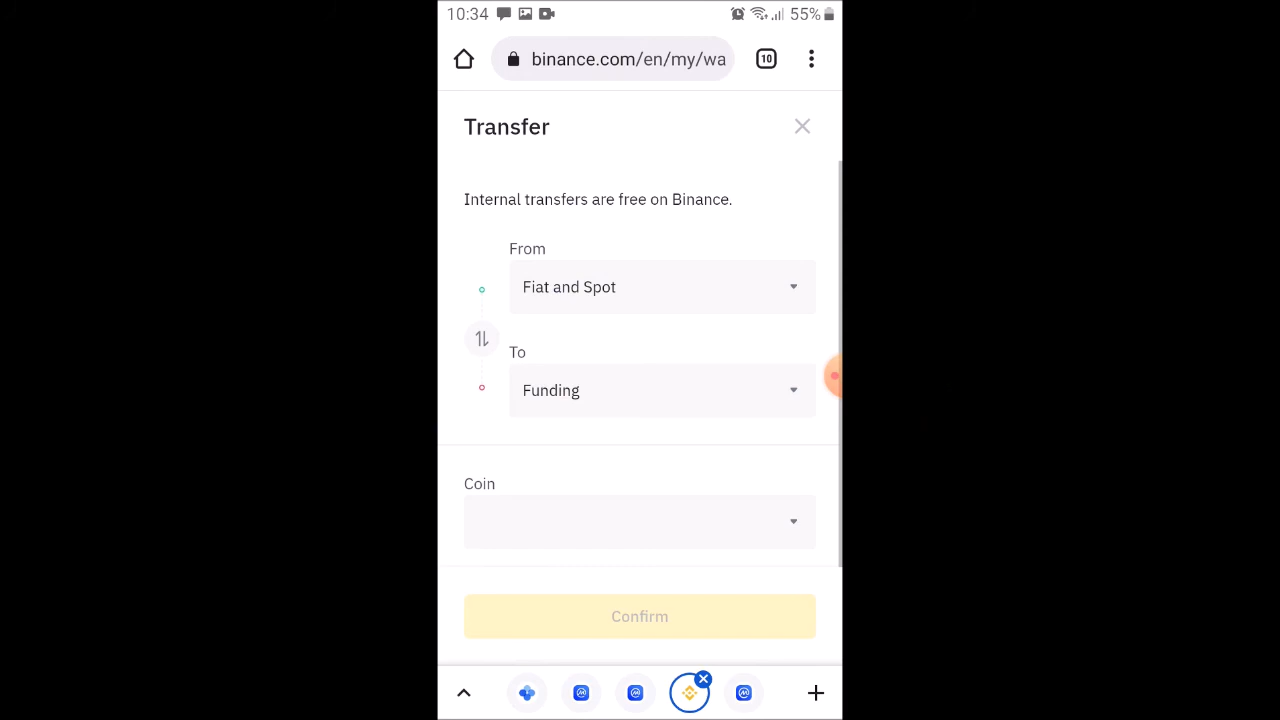 10:34
55%
binance.com/en/my/wa
10
Transfer
Internal transfers are free on Binance.
From
Fiat and Spot
To
Funding
Coin
Confirm